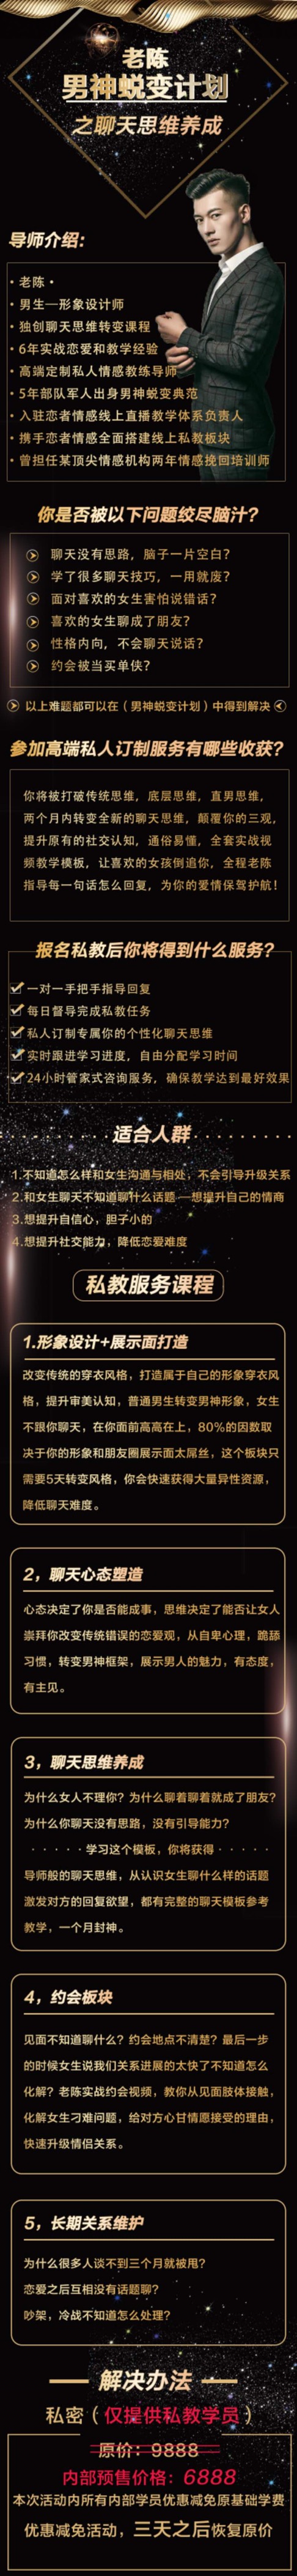 老陈
男神蜕变计划
之聊天思维养成
导师介绍:
· 老陈 ·
· 男生—形象设计师
· 独创聊天思维转变课程
· 6年实战恋爱和教学经验
· 高端定制私人情感教练导师
· 5年部队军人出身男神蜕变典范
· 入驻恋者情感线上直播教学体系负责人
· 携手恋者情感全面搭建线上私教板块
· 曾担任某顶尖情感机构两年情感挽回培训师
你是否被以下问题绞尽脑汁?
聊天没有思路，脑子一片空白?
学了很多聊天技巧，一用就废?
面对喜欢的女生害怕说错话?
喜欢的女生聊成了朋友?
性格内向，不会聊天说话?
约会被当买单侠?
以上难题都可以在（男神蜕变计划）中得到解决
参加高端私人订制服务有哪些收获?
你将被打破传统思维，底层思维，直男思维，
两个月内转变全新的聊天思维，颠覆你的三观，
提升原有的社交认知，通俗易懂，全套实战视
频教学模板，让喜欢的女孩倒追你，全程老陈
指导每一句话怎么回复，为你的爱情保驾护航!
报名私教后你将得到什么服务?
一对一手把手指导回复
每日督导完成私教任务
私人订制专属你的个性化聊天思维
实时跟进学习进度，自由分配学习时间
24小时管家式咨询服务，确保教学达到最好效果
适合人群
1.不知道怎么样和女生沟通与相处，不会引导升级关系
2.和女生聊天不知道聊什么话题—想提升自己的情商
3.想提升自信心，胆子小的
4.想提升社交能力，降低恋爱难度
私教服务课程
1.形象设计+展示面打造
改变传统的穿衣风格，打造属于自己的形象穿衣风
格，提升审美认知，普通男生转变男神形象，女生
不跟你聊天，在你面前高高在上，80%的因数取
决于你的形象和朋友圈展示面太屌丝，这个板块只
需要5天转变风格，你会快速获得大量异性资源，
降低聊天难度。
2，聊天心态塑造
心态决定了你是否能成事，思维决定了能否让女人
崇拜你改变传统错误的恋爱观，从自卑心理，跪舔
习惯，转变男神框架，展示男人的魅力，有态度，
有主见。
3，聊天思维养成
为什么女人不理你? 为什么聊着聊着就成了朋友?
为什么你聊天没有思路，没有引导能力?
· · · · · 学习这个模板，你将获得 · · · · ·
导师般的聊天思维，从认识女生聊什么样的话题
激发对方的回复欲望，都有完整的聊天模板参考
教学，一个月封神。
4，约会板块
见面不知道聊什么? 约会地点不清楚? 最后一步
的时候女生说我们关系进展的太快了不知道怎么
化解? 老陈实战约会视频，教你从见面肢体接触，
化解女生刁难问题，给对方心甘情愿接受的理由，
快速升级情侣关系。
5，长期关系维护
为什么很多人谈不到三个月就被甩?
恋爱之后互相没有话题聊?
吵架，冷战不知道怎么处理?
解决办法
私密（仅提供私教学员）
原价: 9888
内部预售价格: 6888
本次活动内所有内部学员优惠减免原基础学费
优惠减免活动，三天之后恢复原价